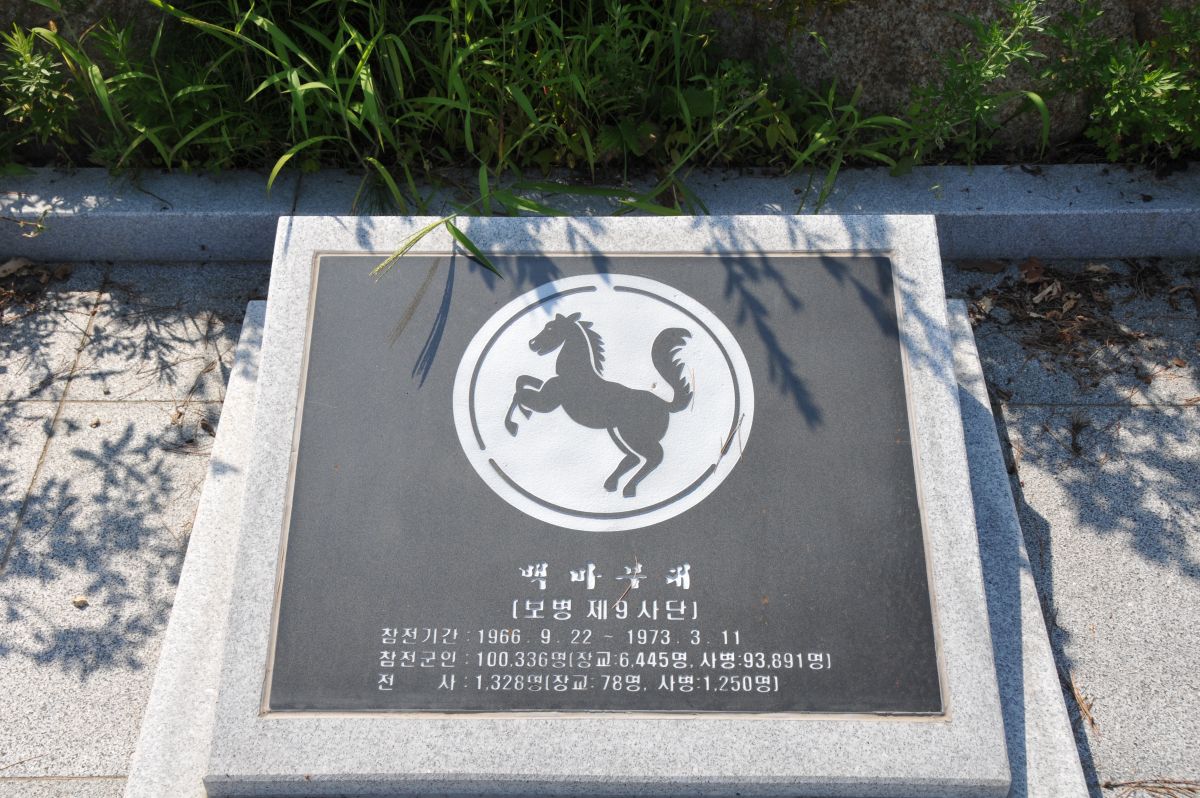 백마부대
(보병 제9사단)
참전기간 : 1966. 9. 22 ~ 1973. 3. 11
참전군인 : 100,336명(장교:6,445명, 사병:93,891명)
전 사 : 1,328명(장교: 78명, 사병:1,250명)